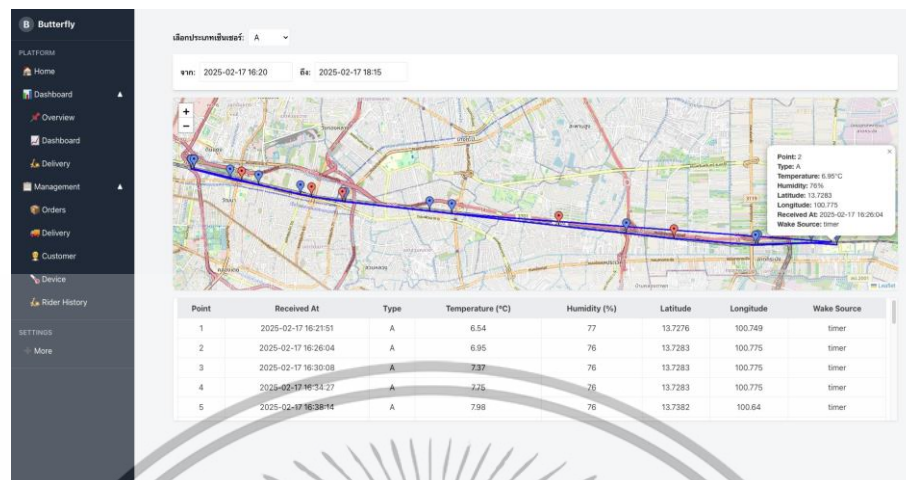 B Butterfly
PLATFORM
Home
Dashboard
Overview
Dashboard
Delivery
Management
Orders
Delivery
Customer
Device
Rider History
SETTINGS
More
เลือกประเภทเซ็นเซอร์: A
จาก: 2025-02-17 16:20 ถึง: 2025-02-17 18:15
+
−
Point: 2
Type: A
Temperature: 6.95°C
Humidity: 76%
Latitude: 13.7283
Longitude: 100.775
Received At: 2025-02-17 16:26:04
Wake Source: timer
Leaflet
Point Received At Type Temperature (°C) Humidity (%) Latitude Longitude Wake Source
1 2025-02-17 16:21:51 A 6.54 77 13.7276 100.749 timer
2 2025-02-17 16:26:04 A 6.95 76 13.7283 100.775 timer
3 2025-02-17 16:30:08 A 7.37 76 13.7283 100.775 timer
4 2025-02-17 16:34:27 A 7.75 76 13.7283 100.775 timer
5 2025-02-17 16:38:14 A 7.98 76 13.7382 100.64 timer